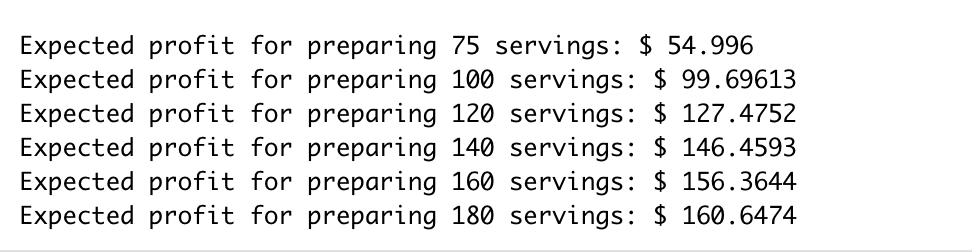 Expected profit for preparing 75 servings: $ 54.996
Expected profit for preparing 100 servings: $ 99.69613
Expected profit for preparing 120 servings: $ 127.4752
Expected profit for preparing 140 servings: $ 146.4593
Expected profit for preparing 160 servings: $ 156.3644
Expected profit for preparing 180 servings: $ 160.6474